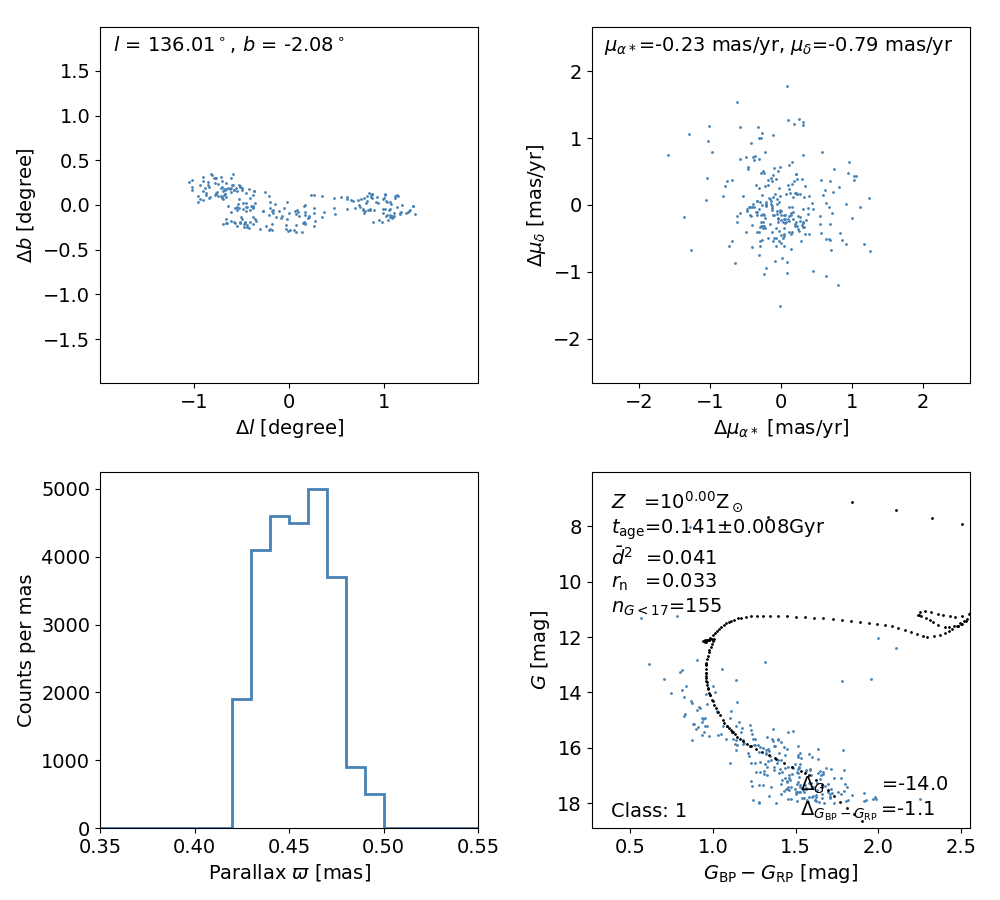 l = 136.01°, b = -2.08°
1.5
1.0
0.5
0.0
−0.5
−1.0
−1.5
−1 0 1
Δl [degree]
Δb [degree]
μα*=-0.23 mas/yr, μδ=-0.79 mas/yr
2
1
0
−1
−2
−2 −1 0 1 2
Δμα* [mas/yr]
Δμδ [mas/yr]
5000
4000
3000
2000
1000
0
0.35 0.40 0.45 0.50 0.55
Parallax ϖ [mas]
Counts per mas
Z =10^0.00 Z⊙
t_age=0.141±0.008Gyr
d̄² =0.041
r_n =0.033
n_G<17=155
Δ_G =-14.0
Δ_GBP−GRP =-1.1
Class: 1
8
10
12
14
16
18
0.5 1.0 1.5 2.0 2.5
G_BP − G_RP [mag]
G [mag]